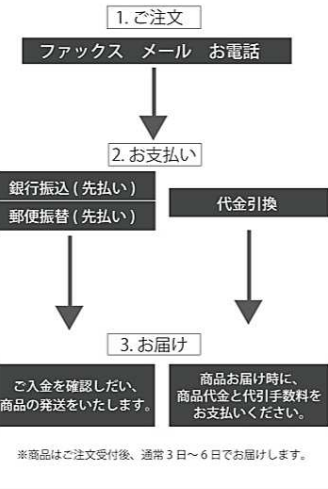 1. ご注文
ファックス　メール　お電話
2. お支払い
銀行振込 ( 先払い )
郵便振替 ( 先払い )
代金引換
3. お届け
ご入金を確認しだい、
商品の発送をいたします。
商品お届け時に、
商品代金と代引手数料を
お支払いください。
※商品はご注文受付後、通常 3 日～ 6 日でお届けします。